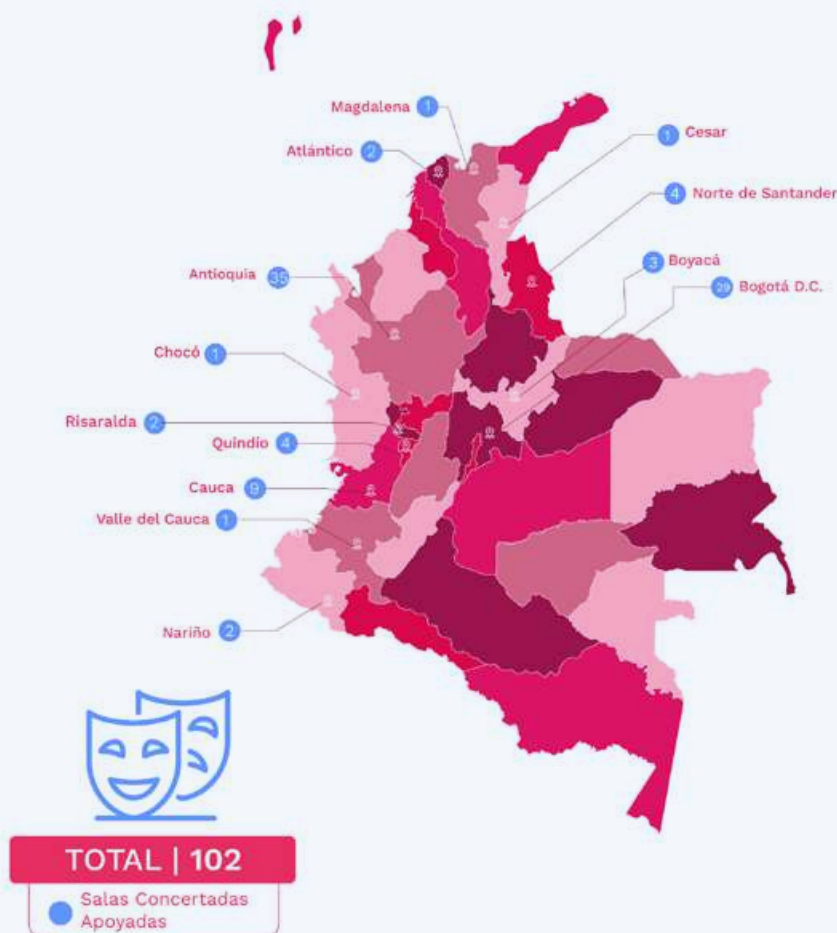 Magdalena 1
1 Cesar
Atlántico 2
4 Norte de Santander
3 Boyacá
Antioquia 35
29 Bogotá D.C.
Chocó 1
Risaralda 2
Quindío 4
Cauca 9
Valle del Cauca 1
Nariño 2
TOTAL | 102
Salas Concertadas
Apoyadas